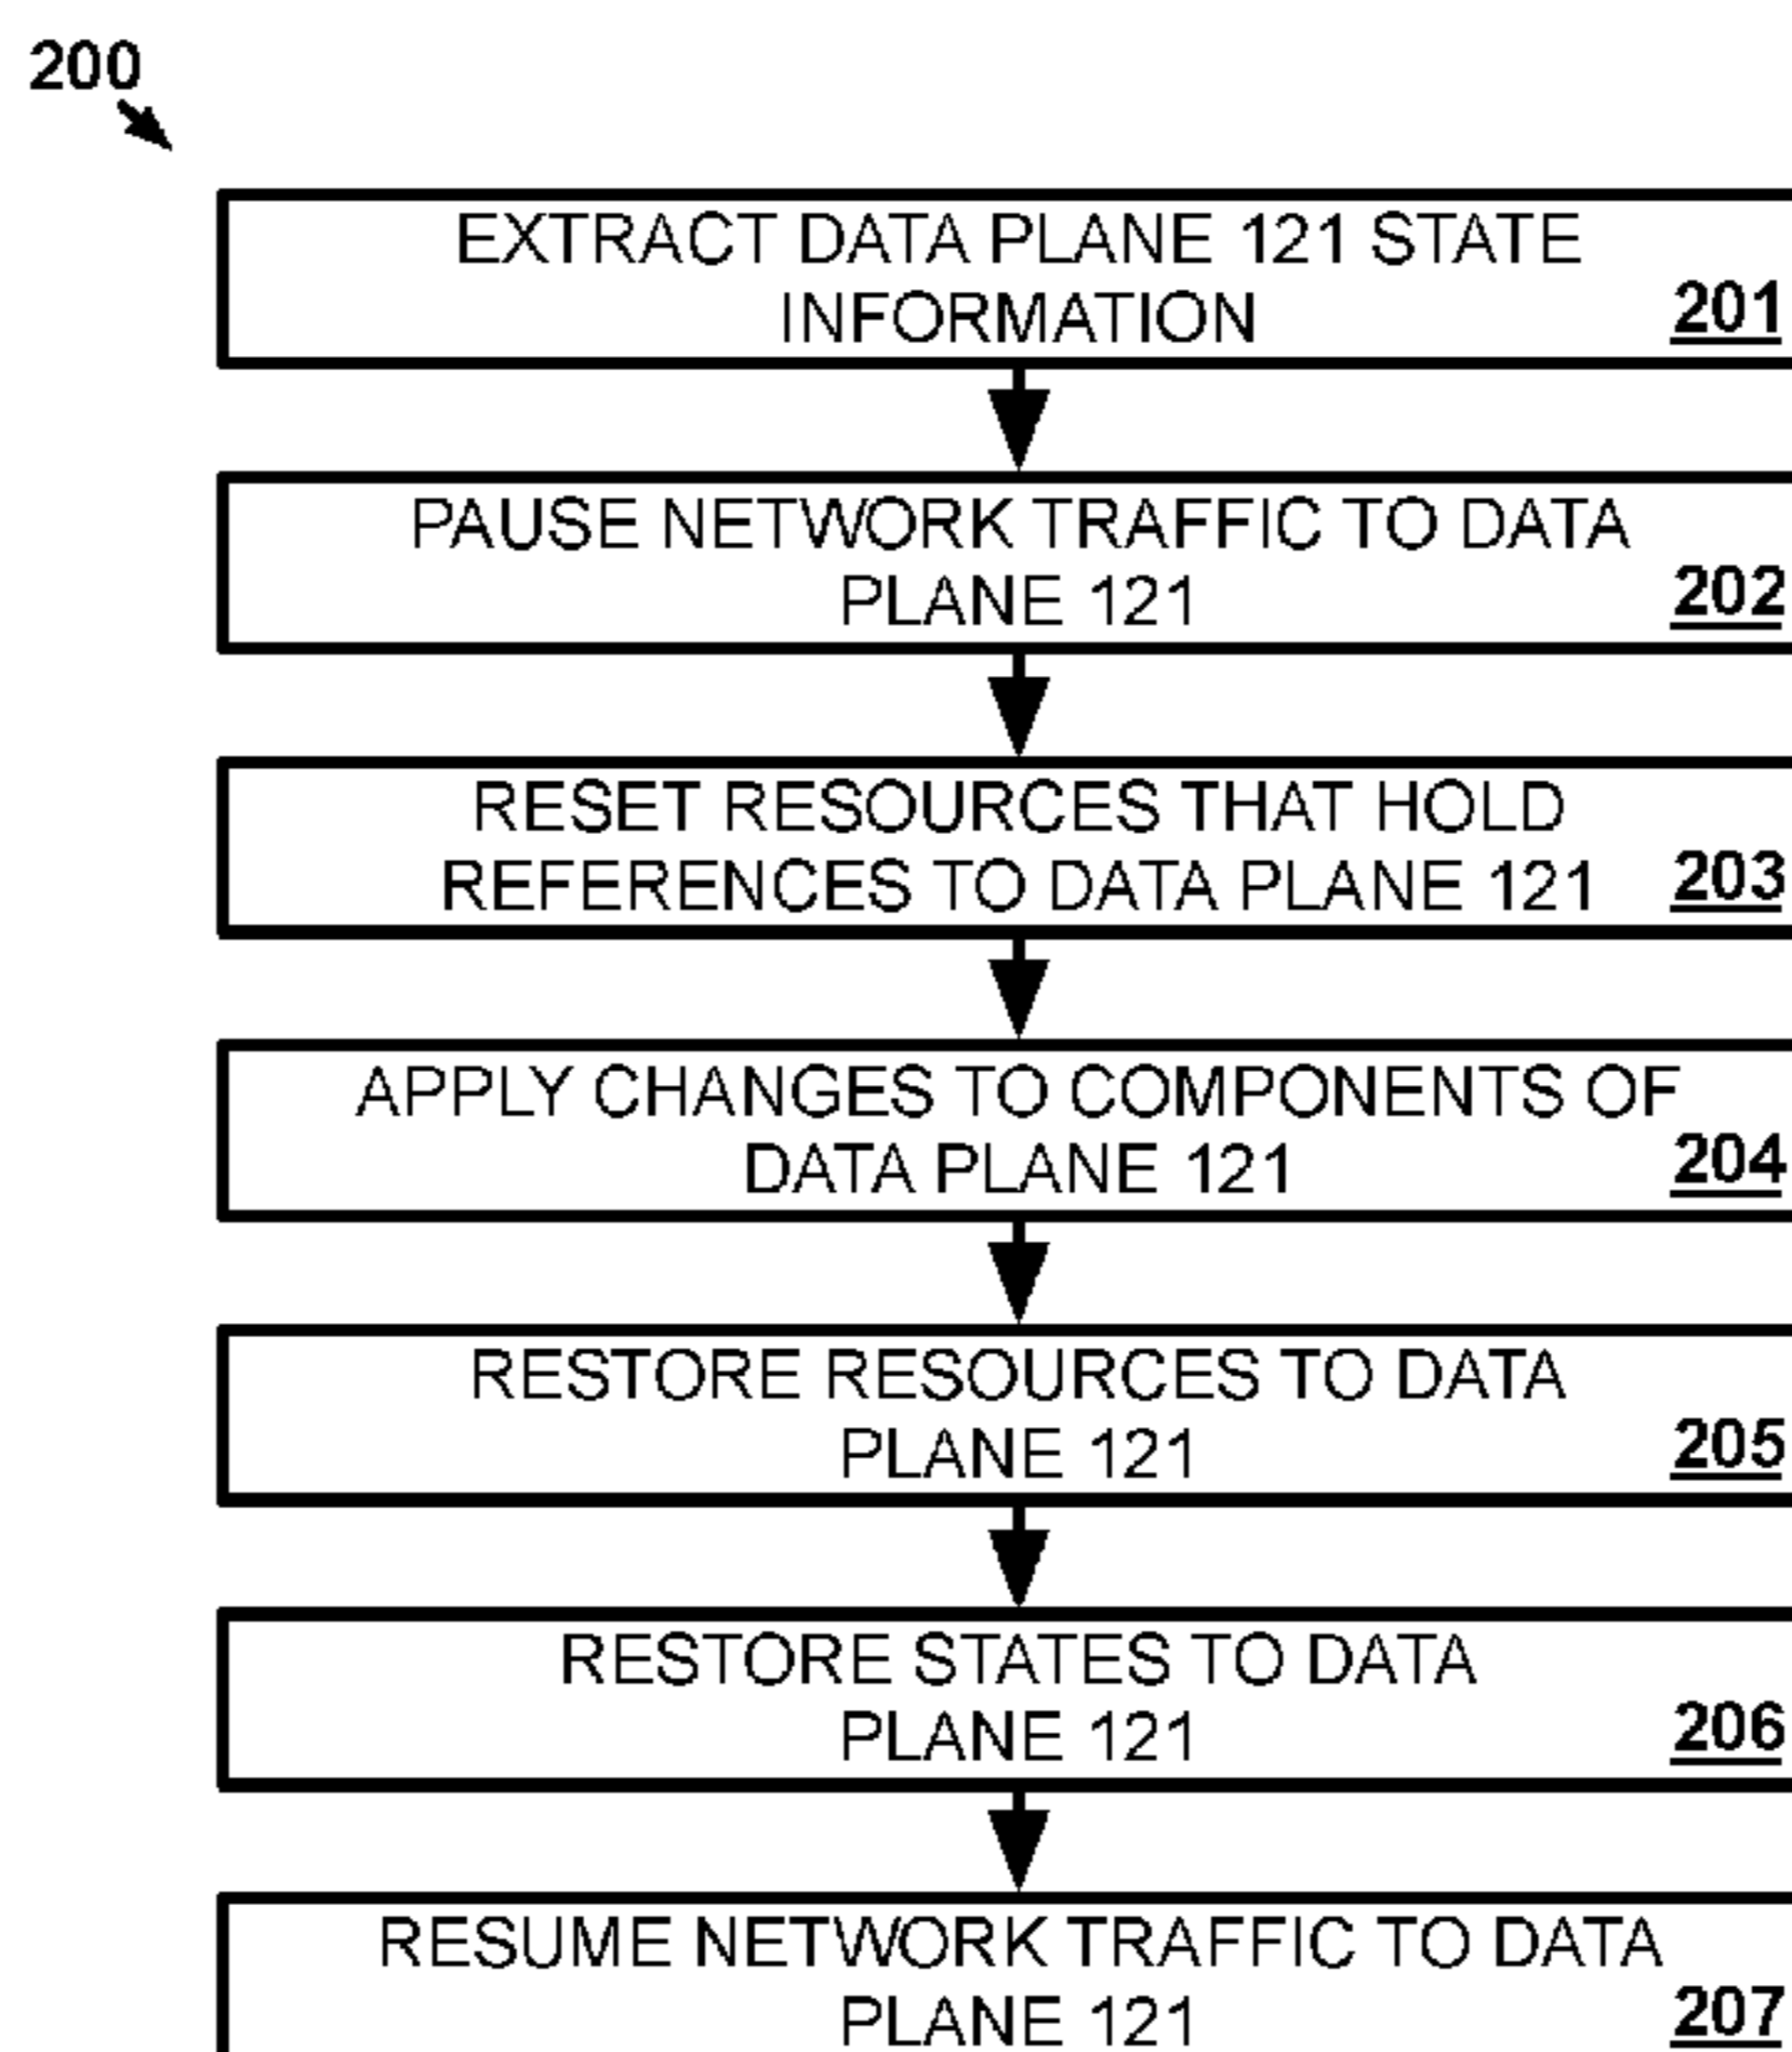 200
EXTRACT DATA PLANE 121 STATE
INFORMATION
201
PAUSE NETWORK TRAFFIC TO DATA
PLANE 121
202
RESET RESOURCES THAT HOLD
REFERENCES TO DATA PLANE 121
203
APPLY CHANGES TO COMPONENTS OF
DATA PLANE 121
204
RESTORE RESOURCES TO DATA
PLANE 121
205
RESTORE STATES TO DATA
PLANE 121
206
RESUME NETWORK TRAFFIC TO DATA
PLANE 121
207